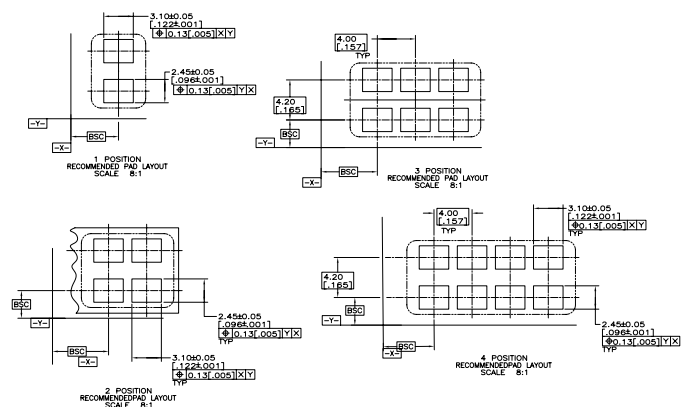 3.10±0.05
[.122±.001]
⌖ 0.13[.005] X Y
2.45±0.05
[.096±.001]
⌖ 0.13[.005] Y X
-Y-
BSC
-X-
1 POSITION
RECOMMENDED PAD LAYOUT
SCALE 8:1
4.00
[.157]
TYP
4.20
[.165]
BSC
-Y-
BSC
-X-
3 POSITION
RECOMMENDED PAD LAYOUT
SCALE 8:1
BSC
-Y-
2.45±0.05
[.096±.001]
⌖ 0.13[.005] Y X
TYP
BSC
-X-
3.10±0.05
[.122±.001]
TYP
⌖ 0.13[.005] X Y
2 POSITION
RECOMMENDEDPAD LAYOUT
SCALE 8:1
4.00
[.157]
TYP
3.10±0.05
[.122±.001]
⌖ 0.13[.005] X Y
TYP
4.20
[.165]
BSC
-Y-
2.45±0.05
[.096±.001]
⌖ 0.13[.005] Y X
TYP
BSC
-X-
4 POSITION
RECOMMENDEDPAD LAYOUT
SCALE 8:1